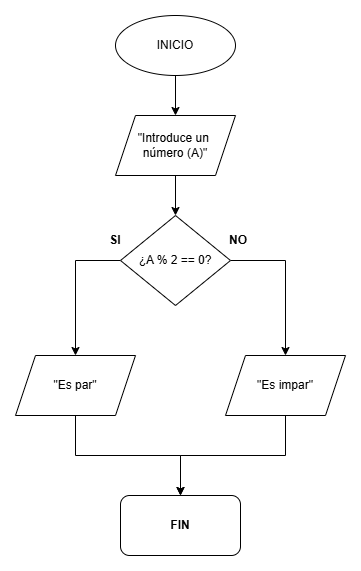 INICIO
"Introduce un
número (A)"
SI
NO
¿A % 2 == 0?
"Es par"
"Es impar"
FIN